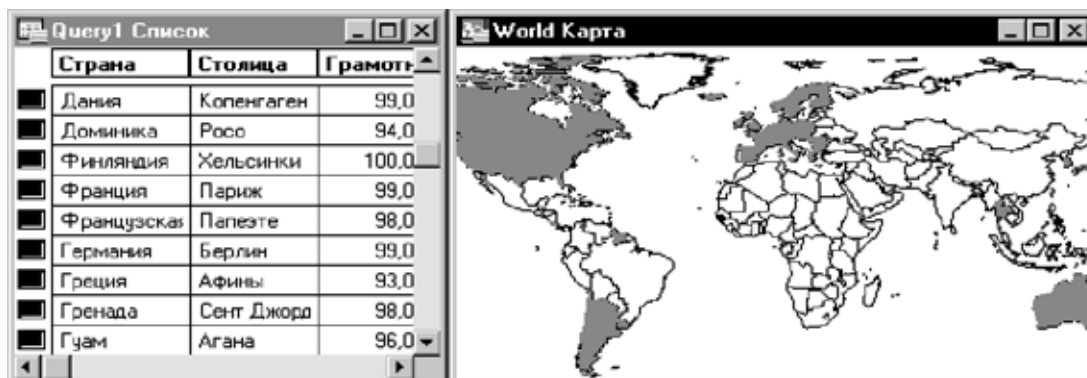 Query1 Список
Страна Столица Грамотн
Дания Копенгаген 99,0
Доминика Росо 94,0
Финляндия Хельсинки 100,0
Франция Париж 99,0
Французская Папеэте 98,0
Германия Берлин 99,0
Греция Афины 93,0
Гренада Сент Джорд 98,0
Гуам Агана 96,0
World Карта